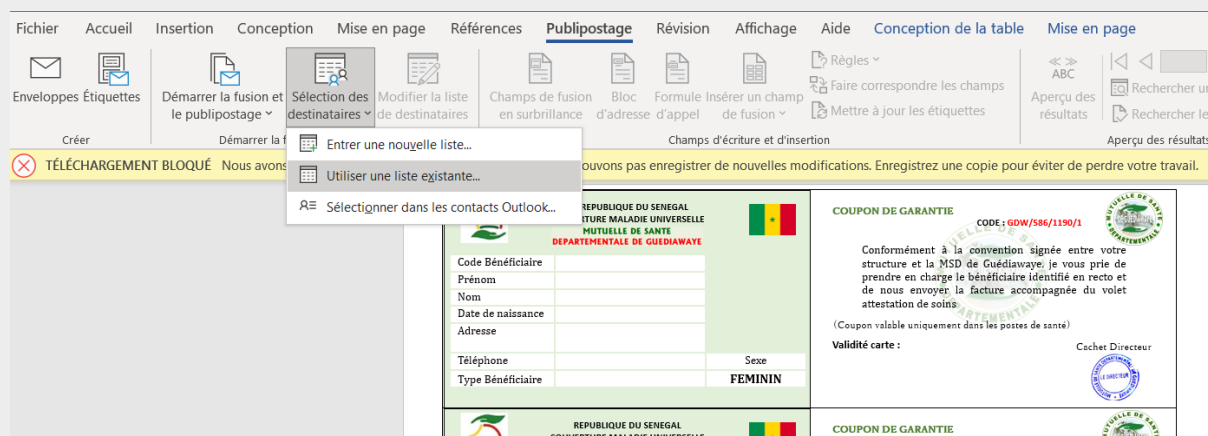 Fichier Accueil Insertion Conception Mise en page Références Publipostage Révision Affichage Aide Conception de la table Mise en page
Enveloppes Étiquettes
Créer
Démarrer la fusion et
le publipostage
Sélection des
destinataires
Modifier la liste
de destinataires
Démarrer la f
Champs de fusion
en surbrillance
Bloc
d'adresse
Formule
d'appel
Insérer un champ
de fusion
Règles
Faire correspondre les champs
Mettre à jour les étiquettes
Champs d'écriture et d'insertion
ABC
Aperçu des
résultats
Rechercher un
Rechercher le
Aperçu des résultats
Entrer une nouvelle liste...
Utiliser une liste existante...
Sélectionner dans les contacts Outlook...
TÉLÉCHARGEMENT BLOQUÉ Nous avons ouvons pas enregistrer de nouvelles modifications. Enregistrez une copie pour éviter de perdre votre travail.
REPUBLIQUE DU SENEGAL
RTURE MALADIE UNIVERSELLE
MUTUELLE DE SANTE
DEPARTEMENTALE DE GUEDIAWAYE
Code Bénéficiaire
Prénom
Nom
Date de naissance
Adresse
Téléphone Sexe
Type Bénéficiaire FEMININ
COUPON DE GARANTIE
CODE : GDW/586/1190/1
Conformément à la convention signée entre votre
structure et la MSD de Guédiawaye, je vous prie de
prendre en charge le bénéficiaire identifié en recto et
de nous envoyer la facture accompagnée du volet
attestation de soins
(Coupon valable uniquement dans les postes de santé)
Validité carte :
Cachet Directeur
LE DIRECTEUR
REPUBLIQUE DU SENEGAL
COUVERTURE MALADIE UNIVERSELLE
COUPON DE GARANTIE